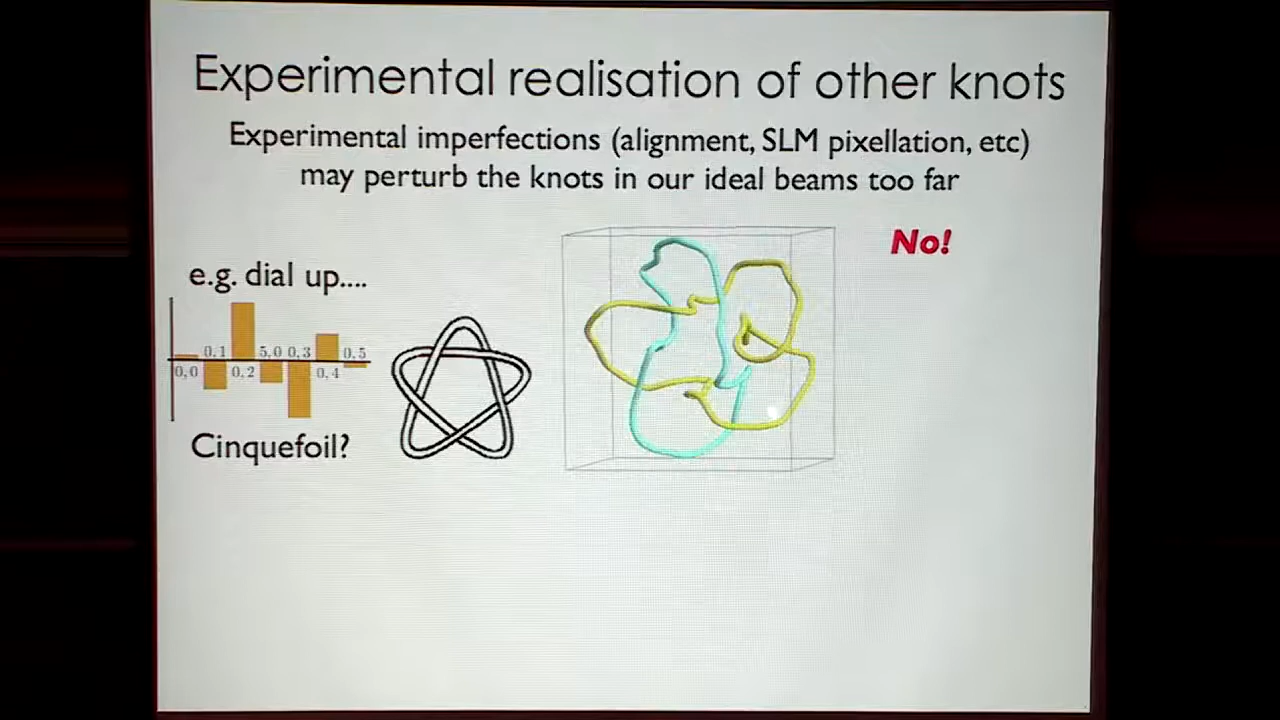 Experimental realisation of other knots
Experimental imperfections (alignment, SLM pixellation, etc)
may perturb the knots in our ideal beams too far
No!
e.g. dial up....
0,1 5,0 0,3 0,5
0,0 0,2 0,4
Cinquefoil?